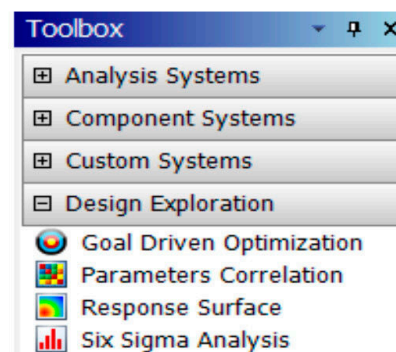 Toolbox
Analysis Systems
Component Systems
Custom Systems
Design Exploration
Goal Driven Optimization
Parameters Correlation
Response Surface
Six Sigma Analysis